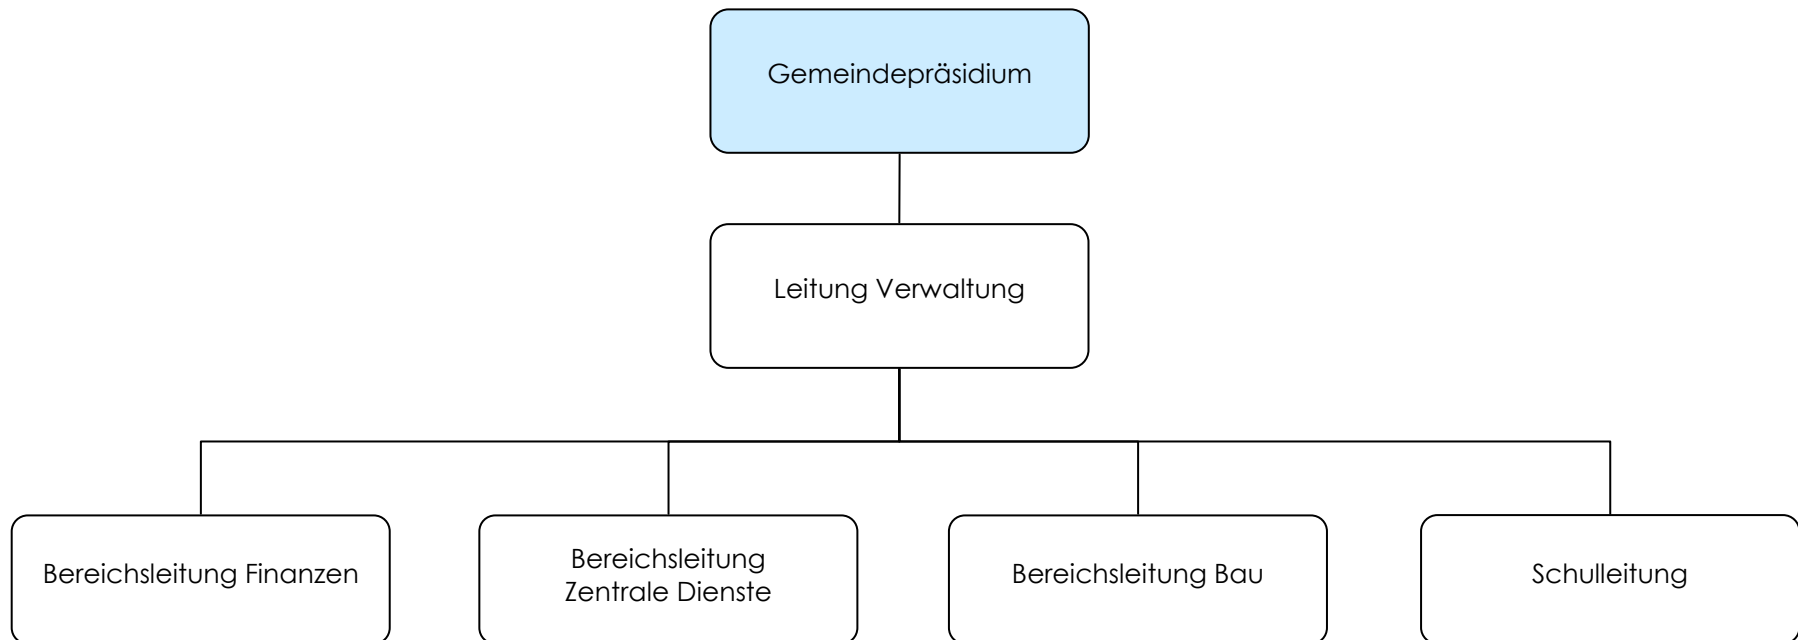 Gemeindepräsidium
Leitung Verwaltung
Bereichsleitung Finanzen
Bereichsleitung
Zentrale Dienste
Bereichsleitung Bau
Schulleitung